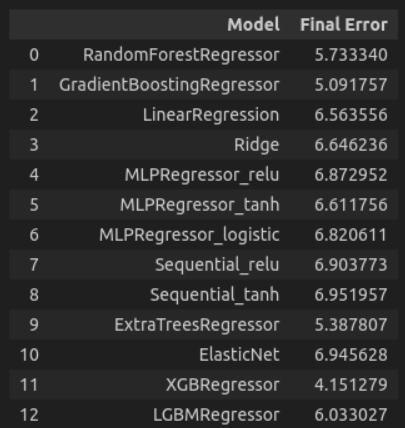 Model Final Error
0 RandomForestRegressor 5.733340
1 GradientBoostingRegressor 5.091757
2 LinearRegression 6.563556
3 Ridge 6.646236
4 MLPRegressor_relu 6.872952
5 MLPRegressor_tanh 6.611756
6 MLPRegressor_logistic 6.820611
7 Sequential_relu 6.903773
8 Sequential_tanh 6.951957
9 ExtraTreesRegressor 5.387807
10 ElasticNet 6.945628
11 XGBRegressor 4.151279
12 LGBMRegressor 6.033027